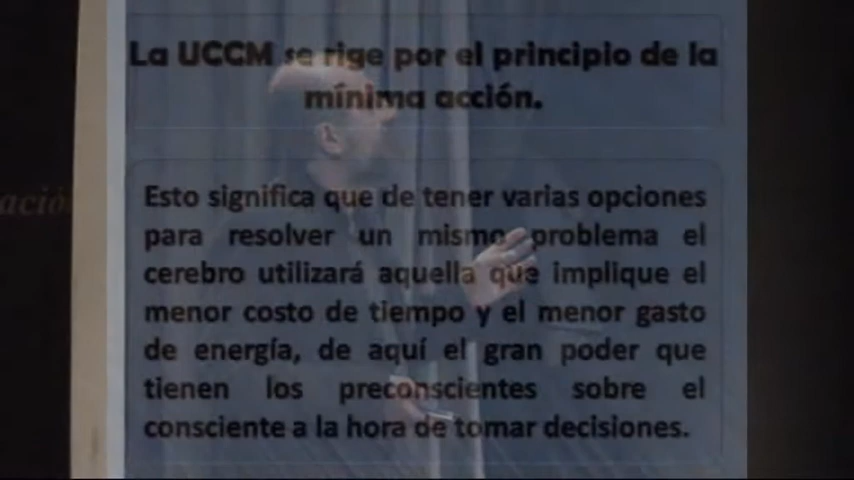 La UCCM se rige por el principio de la
mínima acción.
Esto significa que de tener varias opciones
para resolver un mismo problema el
cerebro utilizará aquella que implique el
menor costo de tiempo y el menor gasto
de energía, de aquí el gran poder que
tienen los preconscientes sobre el
consciente a la hora de tomar decisiones.